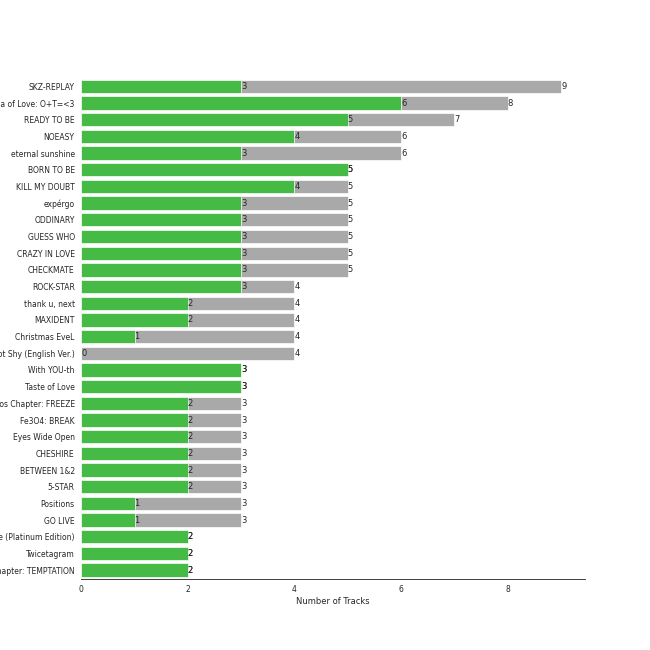 SKZ-REPLAY 3 9
a of Love: O+T=<3 6 8
READY TO BE 5 7
NOEASY 4 6
eternal sunshine 3 6
BORN TO BE 5
KILL MY DOUBT 4 5
expérgo 3 5
ODDINARY 3 5
GUESS WHO 3 5
CRAZY IN LOVE 3 5
CHECKMATE 3 5
ROCK-STAR 3 4
thank u, next 2 4
MAXIDENT 2 4
Christmas EveL 1 4
ot Shy (English Ver.) 0 4
With YOU-th 3
Taste of Love 3
os Chapter: FREEZE 2 3
Fe3O4: BREAK 2 3
Eyes Wide Open 2 3
CHESHIRE 2 3
BETWEEN 1&2 2 3
5-STAR 2 3
Positions 1 3
GO LIVE 1 3
e (Platinum Edition) 2
Twicetagram 2
hapter: TEMPTATION 2
0 2 4 6 8
Number of Tracks